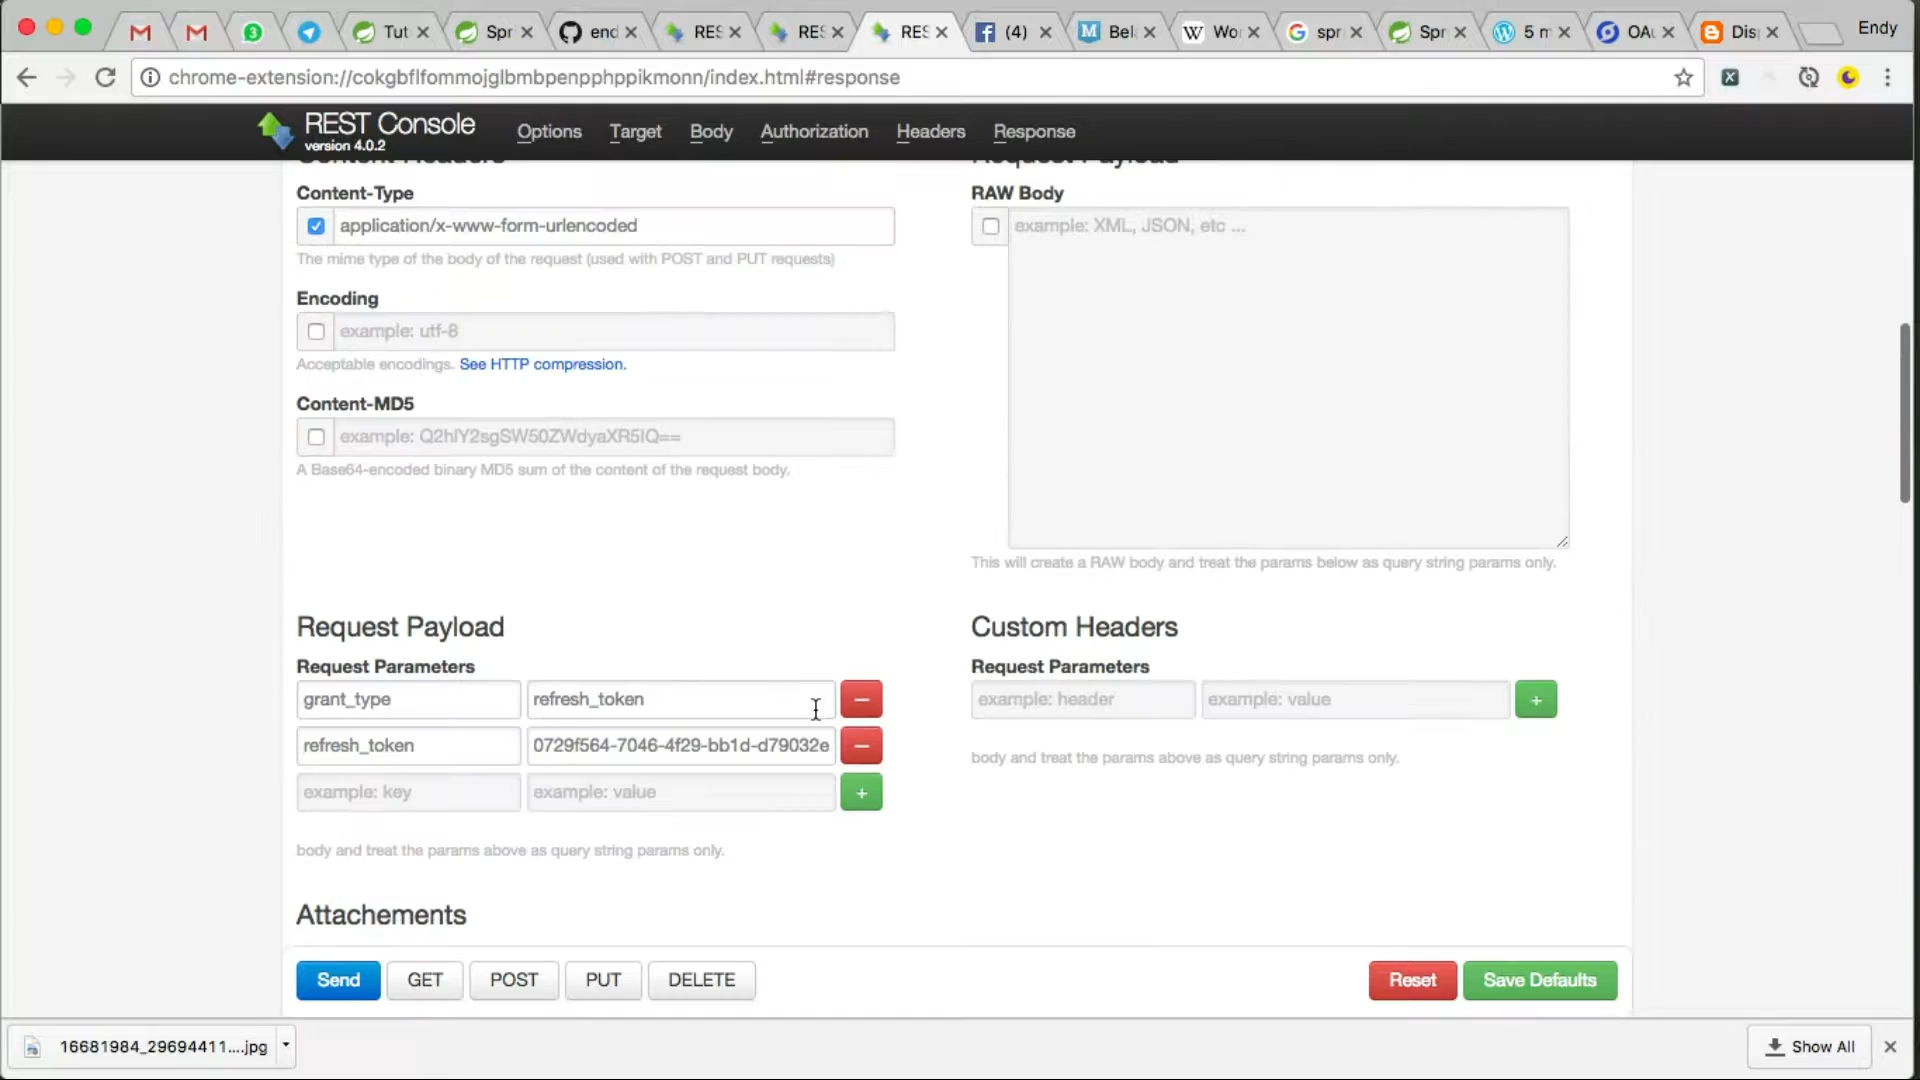 3
Tut
Spr
end
RES
RES
RES
(4)
Bel
Wo
spr
Spr
5 m
OAu
Dis
Endy
chrome-extension://cokgbflfommojglbmbpenpphppikmonn/index.html#response
REST Console
version 4.0.2
Options Target Body Authorization Headers Response
Content Headers
Request Payload
Content-Type
RAW Body
application/x-www-form-urlencoded
example: XML, JSON, etc ...
The mime type of the body of the request (used with POST and PUT requests)
Encoding
example: utf-8
Acceptable encodings. See HTTP compression.
Content-MD5
example: Q2hlY2sgSW50ZWdyaXR5IQ==
A Base64-encoded binary MD5 sum of the content of the request body.
This will create a RAW body and treat the params below as query string params only.
Request Payload
Custom Headers
Request Parameters
Request Parameters
grant_type refresh_token
example: header example: value
refresh_token 0729f564-7046-4f29-bb1d-d79032e
body and treat the params above as query string params only.
example: key example: value
body and treat the params above as query string params only.
Attachements
Send GET POST PUT DELETE Reset Save Defaults
16681984_29694411....jpg
Show All